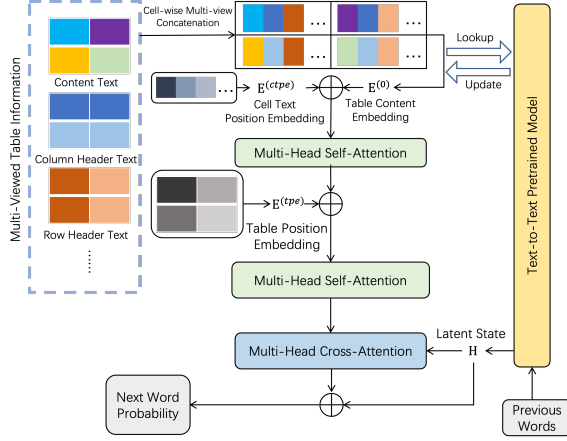 Multi-Viewed Table Information
Content Text
Column Header Text
Row Header Text
......
Cell-wise Multi-view
Concatenation
...
...
...
...
Lookup
Update
...
E(ctpe)
Cell Text
Position Embedding
E(0)
Table Content
Embedding
Multi-Head Self-Attention
E(tpe)
Table Position
Embedding
Multi-Head Self-Attention
Multi-Head Cross-Attention
Latent State
H
Text-to-Text Pretrained Model
Next Word
Probability
Previous
Words